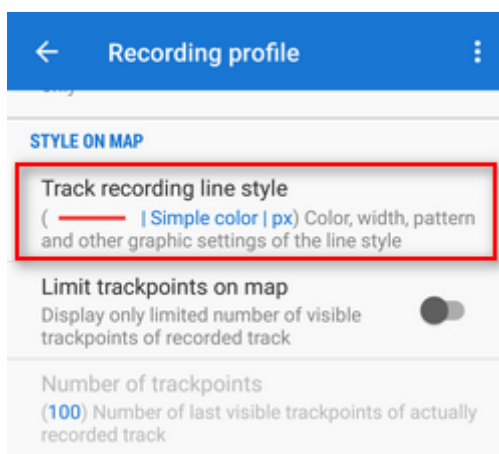 Recording profile
STYLE ON MAP
Track recording line style
( | Simple color | px) Color, width, pattern
and other graphic settings of the line style
Limit trackpoints on map
Display only limited number of visible
trackpoints of recorded track
Number of trackpoints
(100) Number of last visible trackpoints of actually
recorded track